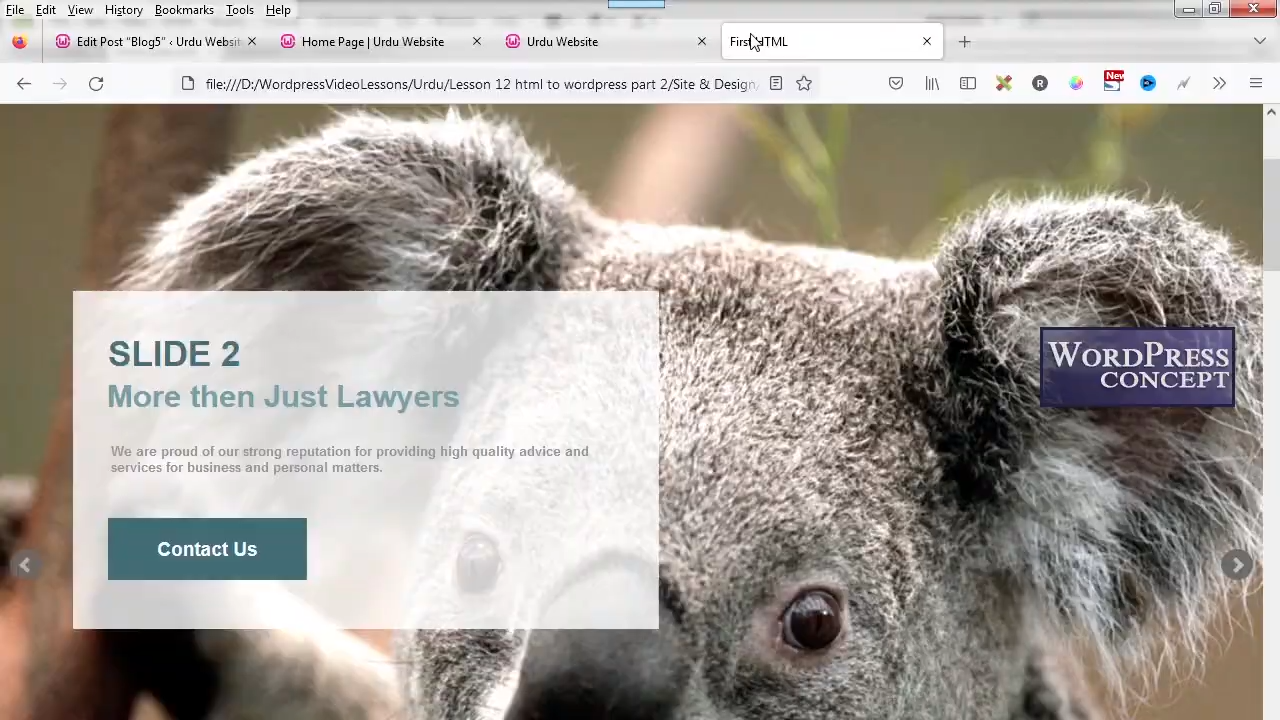 File Edit View History Bookmarks Tools Help
Edit Post “Blog5” ‹ Urdu Websit
Home Page | Urdu Website
Urdu Website
First HTML
file:///D:/WordpressVideoLessons/Urdu/Lesson 12 html to wordpress part 2/Site & Design/
R
New
SLIDE 2
More then Just Lawyers
We are proud of our strong reputation for providing high quality advice and
services for business and personal matters.
Contact Us
WORDPRESS
CONCEPT